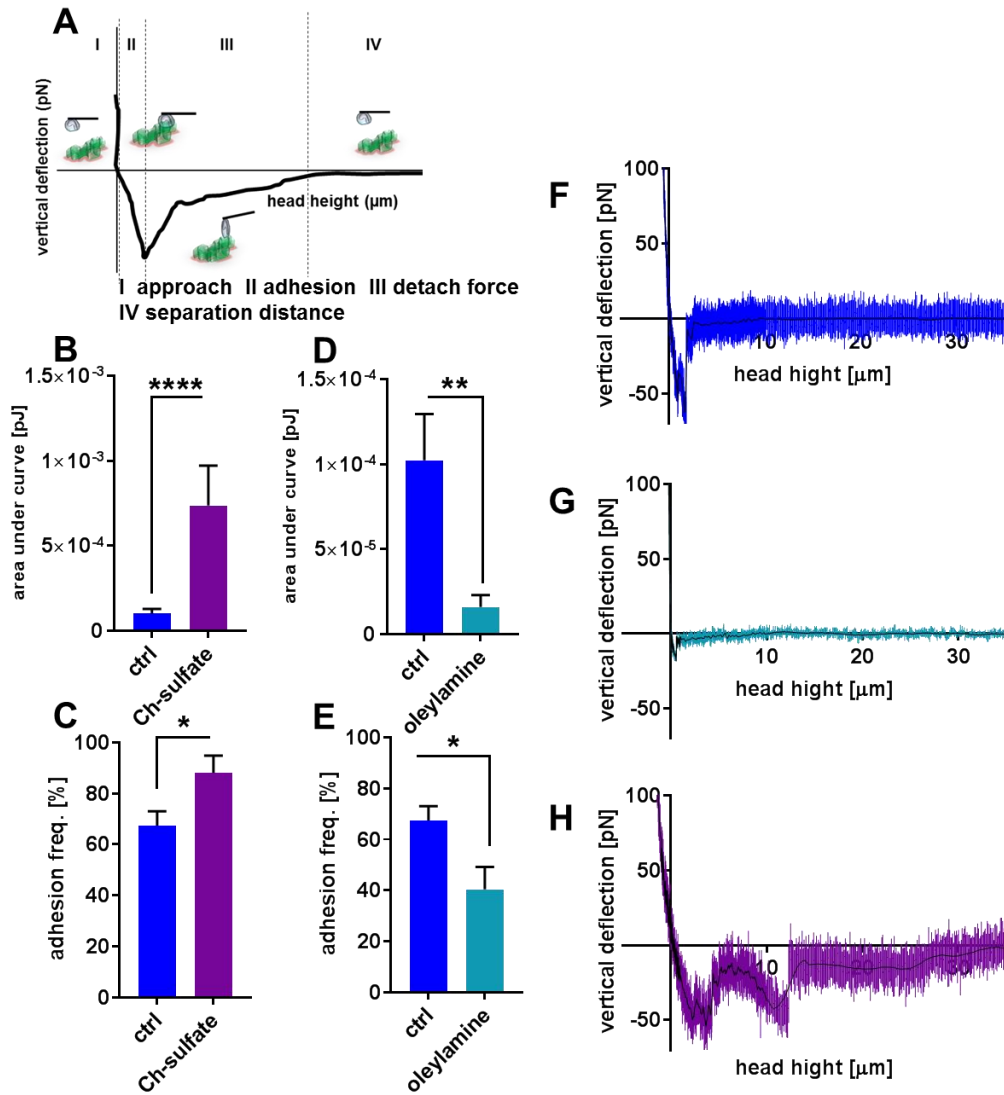 A
I II III IV
vertical deflection (pN)
head height (µm)
I approach II adhesion III detach force
IV separation distance
B
area under curve [pJ]
1.5×10⁻³
1×10⁻³
5×10⁻⁴
0
****
ctrl
Ch-sulfate
D
area under curve [pJ]
1.5×10⁻⁴
1×10⁻⁴
5×10⁻⁵
0
**
ctrl
oleylamine
C
adhesion freq. [%]
100
80
60
40
20
0
*
ctrl
Ch-sulfate
E
adhesion freq. [%]
100
80
60
40
20
0
*
ctrl
oleylamine
F
vertical deflection [pN]
100
50
-50
10 20 30
head hight [µm]
G
vertical deflection [pN]
100
50
-50
10 20 30
head hight [µm]
H
vertical deflection [pN]
100
50
-50
10 20 30
head hight [µm]